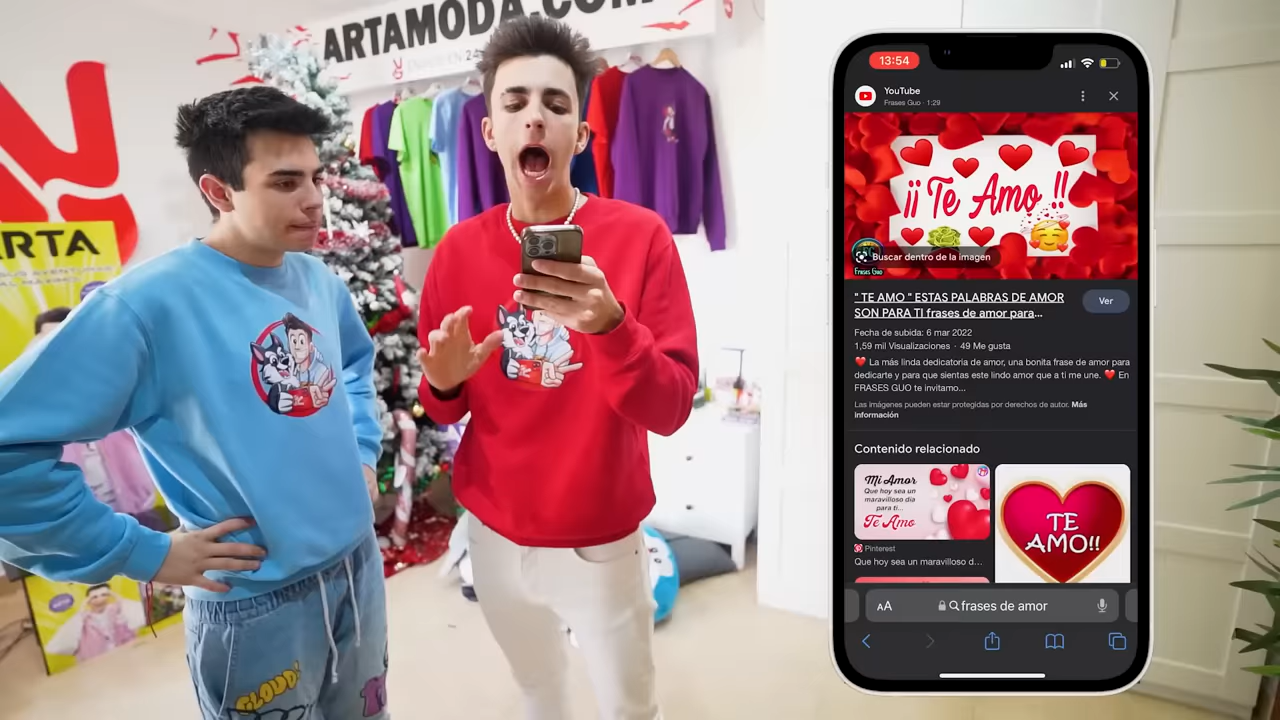 ARTAMODA.COM
ENVÍO EN 24
ARTA
CLOUD
13:54
YouTube
Frases Guo · 1:29
¡¡ Te Amo !!
Buscar dentro de la imagen
FRASES GUO
" TE AMO " ESTAS PALABRAS DE AMOR
SON PARA TI frases de amor para...
Ver
Fecha de subida: 6 mar 2022
1,59 mil Visualizaciones · 49 Me gusta
❤️ La más linda dedicatoria de amor, una bonita frase de amor para
dedicarte y para que sientas este lindo amor que a ti me une. ❤️ En
FRASES GUO te invitamo...
Las imágenes pueden estar protegidas por derechos de autor. Más
información
Contenido relacionado
Mi Amor
Que hoy sea un
maravilloso día
para ti...
Te Amo
TE
AMO!!
Pinterest
Que hoy sea un maravilloso d...
AA
frases de amor